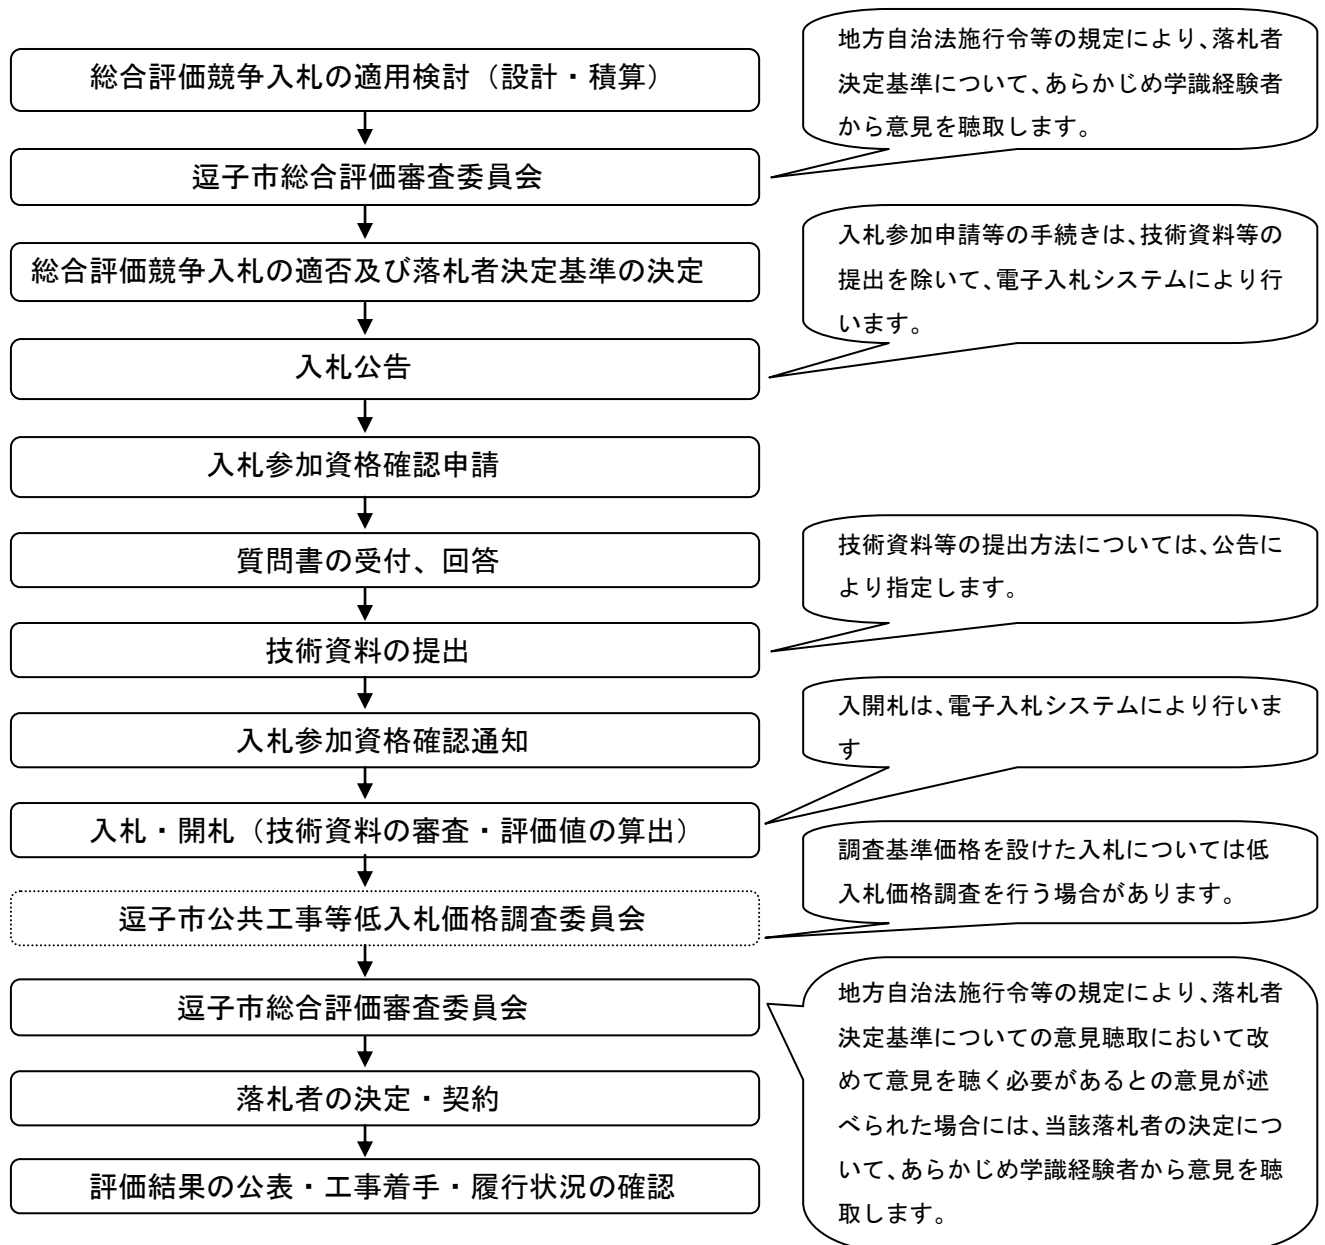 総合評価競争入札の適用検討（設計・積算）
地方自治法施行令等の規定により、落札者
決定基準について、あらかじめ学識経験者
から意見を聴取します。
逗子市総合評価審査委員会
総合評価競争入札の適否及び落札者決定基準の決定
入札参加申請等の手続きは、技術資料等の
提出を除いて、電子入札システムにより行
います。
入札公告
入札参加資格確認申請
質問書の受付、回答
技術資料等の提出方法については、公告に
より指定します。
技術資料の提出
入札参加資格確認通知
入開札は、電子入札システムにより行いま
す
入札・開札（技術資料の審査・評価値の算出）
調査基準価格を設けた入札については低
入札価格調査を行う場合があります。
逗子市公共工事等低入札価格調査委員会
逗子市総合評価審査委員会
地方自治法施行令等の規定により、落札者
決定基準についての意見聴取において改
めて意見を聴く必要があるとの意見が述
べられた場合には、当該落札者の決定につ
いて、あらかじめ学識経験者から意見を聴
取します。
落札者の決定・契約
評価結果の公表・工事着手・履行状況の確認